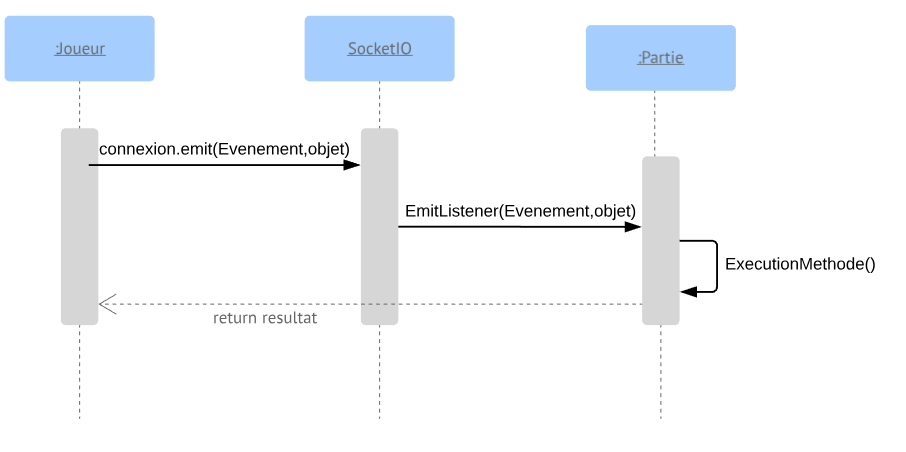 :Joueur
SocketIO
:Partie
connexion.emit(Evenement,objet)
EmitListener(Evenement,objet)
ExecutionMethode()
return resultat